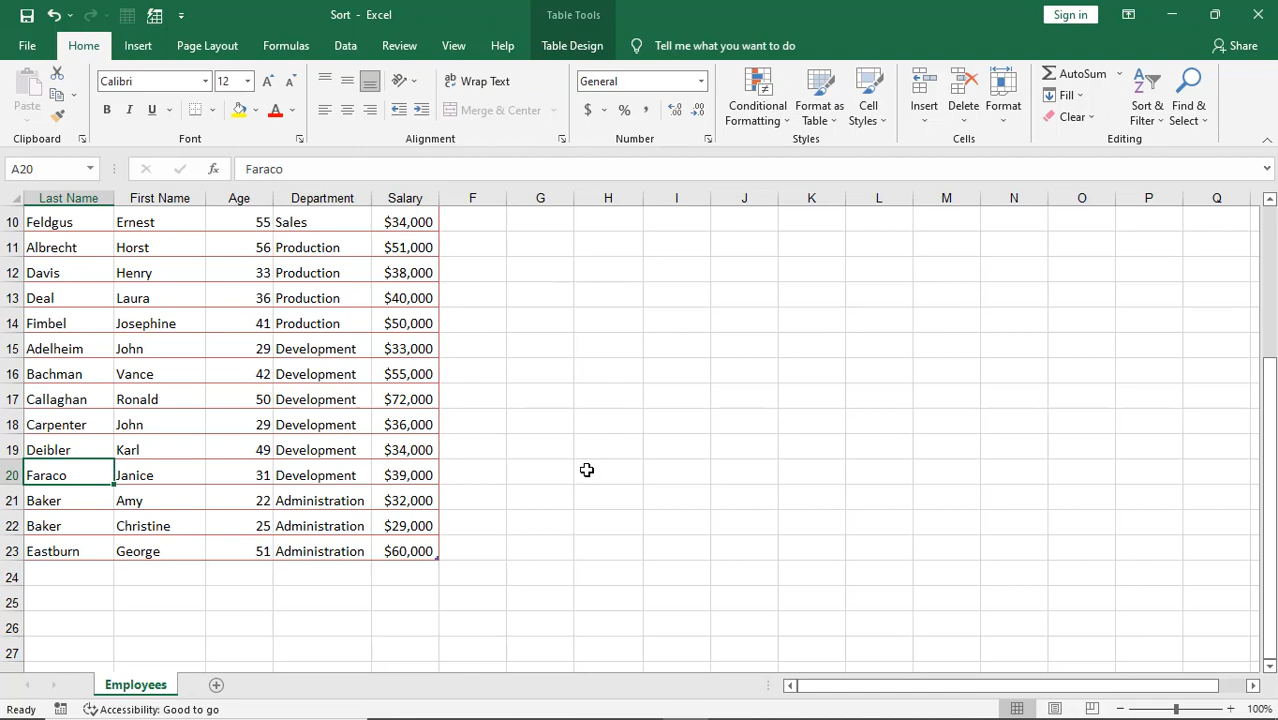 Sort - Excel
Table Tools
Sign in
File Home Insert Page Layout Formulas Data Review View Help Table Design Tell me what you want to do Share
Paste
Clipboard
Calibri 12
B I U A
Font
Wrap Text
Merge & Center
Alignment
General
$ % ,
Number
Conditional Formatting
Format as Table
Cell Styles
Styles
Insert Delete Format
Cells
AutoSum
Fill
Clear
Sort & Filter
Find & Select
Editing
A20 fx Faraco
Last Name First Name Age Department Salary F G H I J K L M N O P Q
10 Feldgus Ernest 55 Sales $34,000
11 Albrecht Horst 56 Production $51,000
12 Davis Henry 33 Production $38,000
13 Deal Laura 36 Production $40,000
14 Fimbel Josephine 41 Production $50,000
15 Adelheim John 29 Development $33,000
16 Bachman Vance 42 Development $55,000
17 Callaghan Ronald 50 Development $72,000
18 Carpenter John 29 Development $36,000
19 Deibler Karl 49 Development $34,000
20 Faraco Janice 31 Development $39,000
21 Baker Amy 22 Administration $32,000
22 Baker Christine 25 Administration $29,000
23 Eastburn George 51 Administration $60,000
24
25
26
27
Employees
Ready Accessibility: Good to go 100%